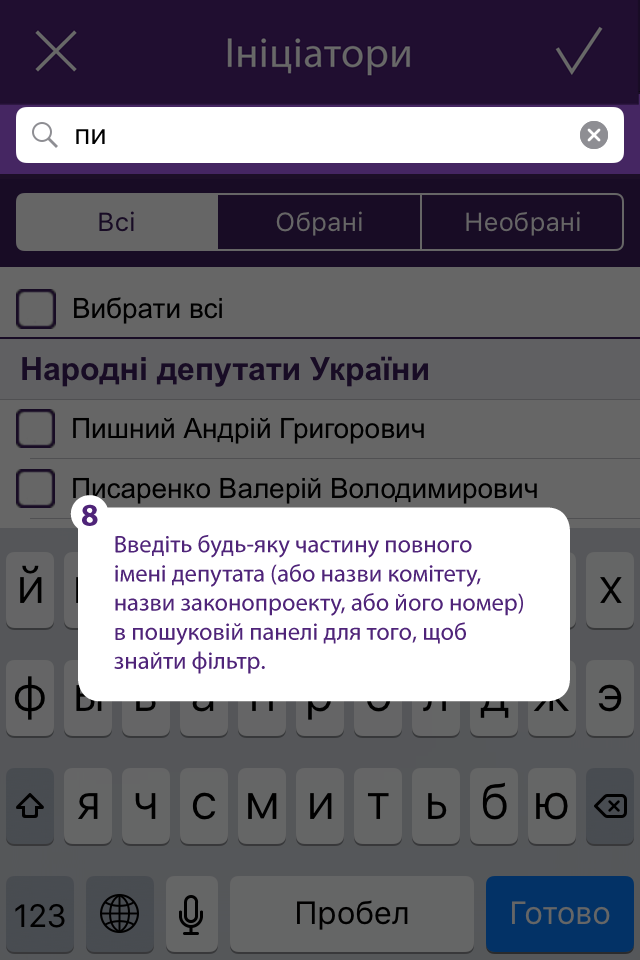 Ініціатори
пи
Всі Обрані Необрані
Вибрати всі
Народні депутати України
Пишний Андрій Григорович
Писаренко Валерій Володимирович
8
Введіть будь-яку частину повного
імені депутата (або назви комітету,
назви законопроекту, або його номер)
в пошуковій панелі для того, щоб
знайти фільтр.
Й Х
Ф Ы В А П Р О Л Д Ж Э
Я Ч С М И Т Ь Б Ю
123 Пробел Готово